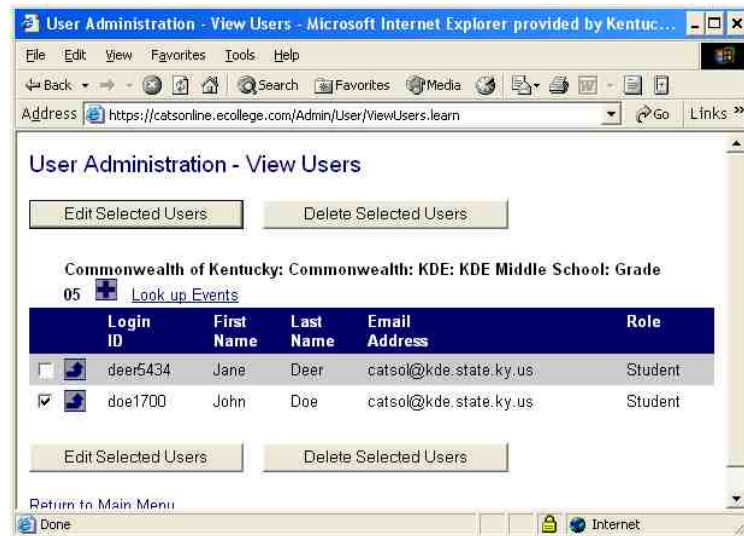 User Administration - View Users - Microsoft Internet Explorer provided by Kentuc...
File Edit View Favorites Tools Help
Back Search Favorites Media
Address https://catsonline.ecollege.com/Admin/User/ViewUsers.learn Go Links »
User Administration - View Users
Edit Selected Users Delete Selected Users
Commonwealth of Kentucky: Commonwealth: KDE: KDE Middle School: Grade
05 Look up Events
Login First Last Email Role
ID Name Name Address
deer5434 Jane Deer catsol@kde.state.ky.us Student
doe1700 John Doe catsol@kde.state.ky.us Student
Edit Selected Users Delete Selected Users
Return to Main Menu
Done Internet